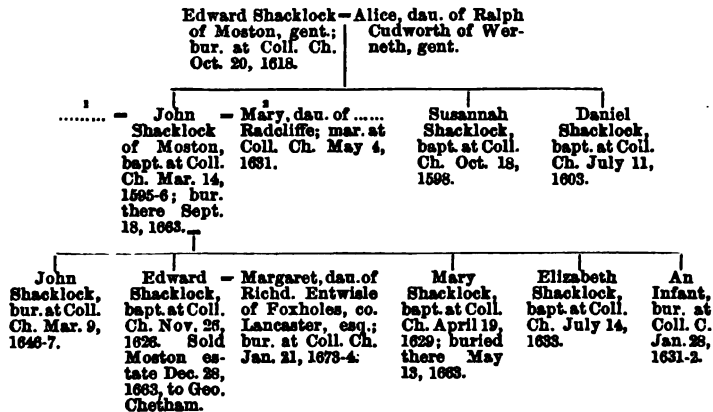 Edward Shacklock
of Moston, gent.;
bur. at Coll. Ch.
Oct. 20, 1618.
Alice, dau. of Ralph
Cudworth of Wer-
neth, gent.
1
.........
John
Shacklock
of Moston,
bapt. at Coll.
Ch. Mar. 14,
1595-6; bur.
there Sept.
18, 1663.
2
Mary, dau. of ......
Radcliffe; mar. at
Coll. Ch. May 4,
1631.
Susannah
Shacklock,
bapt. at Coll.
Ch. Oct. 18,
1598.
Daniel
Shacklock,
bapt. at Coll.
Ch. July 11,
1603.
John
Shacklock,
bur. at Coll.
Ch. Mar. 9,
1646-7.
Edward
Shacklock,
bapt. at Coll.
Ch. Nov. 26,
1626. Sold
Moston es-
tate Dec. 28,
1663, to Geo.
Chetham.
Margaret, dau. of
Richd. Entwisle
of Foxholes, co.
Lancaster, esq.;
bur. at Coll. Ch.
Jan. 21, 1673-4.
Mary
Shacklock,
bapt. at Coll.
Ch. April 19,
1629; buried
there May
13, 1663.
Elizabeth
Shacklock,
bapt. at Coll.
Ch. July 14,
1633.
An
Infant,
bur. at
Coll. C.
Jan. 28,
1631-2.